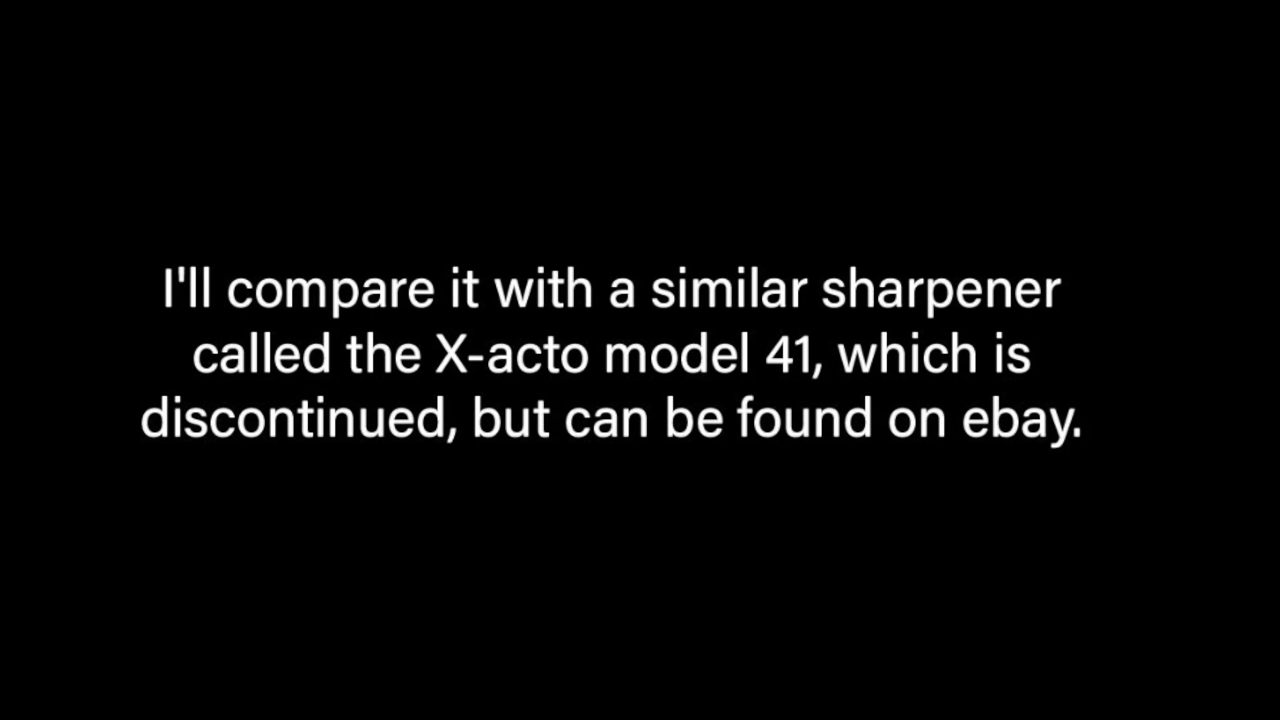 I'll compare it with a similar sharpener
called the X-acto model 41, which is
discontinued, but can be found on ebay.